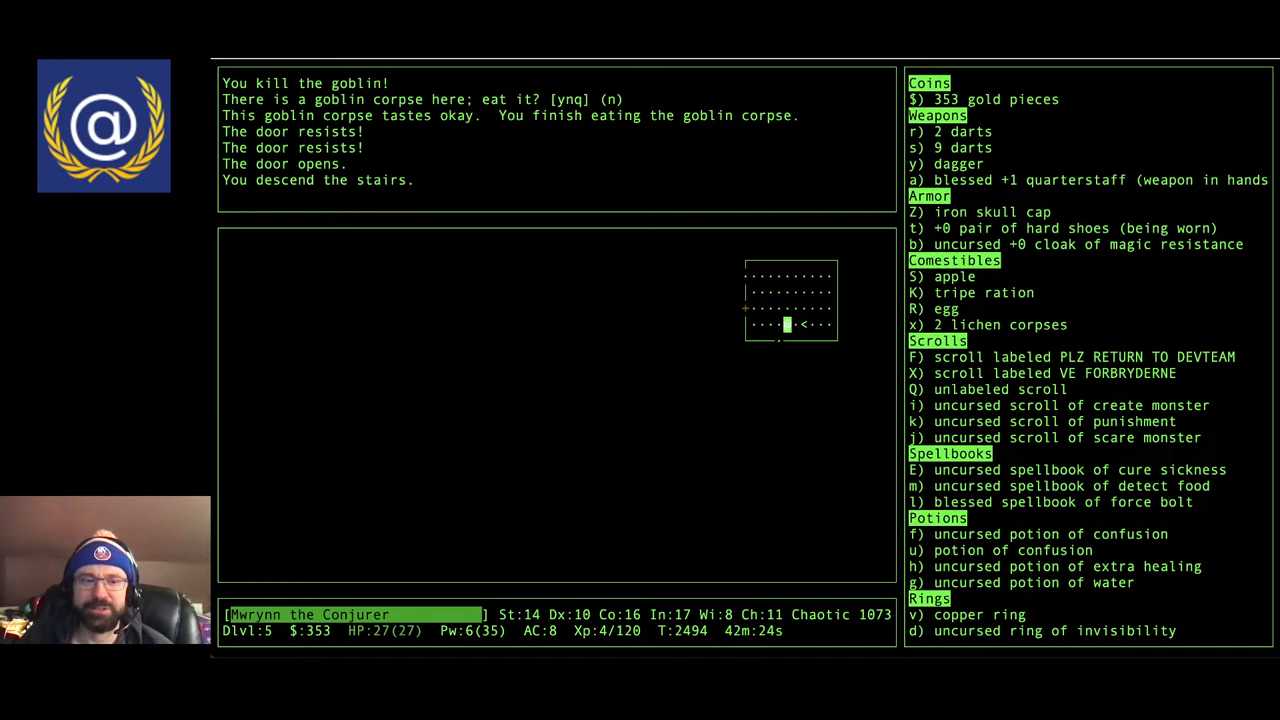 @
You kill the goblin!
There is a goblin corpse here; eat it? [ynq] (n)
This goblin corpse tastes okay.  You finish eating the goblin corpse.
The door resists!
The door resists!
The door opens.
You descend the stairs.
..........
..........
+..........
....@.<...
.
[Mwrynn the Conjurer] St:14 Dx:10 Co:16 In:17 Wi:8 Ch:11 Chaotic 1073
Dlvl:5 $:353 HP:27(27) Pw:6(35) AC:8 Xp:4/120 T:2494 42m:24s
Coins
$) 353 gold pieces
Weapons
r) 2 darts
s) 9 darts
y) dagger
a) blessed +1 quarterstaff (weapon in hands
Armor
Z) iron skull cap
t) +0 pair of hard shoes (being worn)
b) uncursed +0 cloak of magic resistance
Comestibles
S) apple
K) tripe ration
R) egg
x) 2 lichen corpses
Scrolls
F) scroll labeled PLZ RETURN TO DEVTEAM
X) scroll labeled VE FORBRYDERNE
Q) unlabeled scroll
i) uncursed scroll of create monster
k) uncursed scroll of punishment
j) uncursed scroll of scare monster
Spellbooks
E) uncursed spellbook of cure sickness
m) uncursed spellbook of detect food
l) blessed spellbook of force bolt
Potions
f) uncursed potion of confusion
u) potion of confusion
h) uncursed potion of extra healing
g) uncursed potion of water
Rings
v) copper ring
d) uncursed ring of invisibility